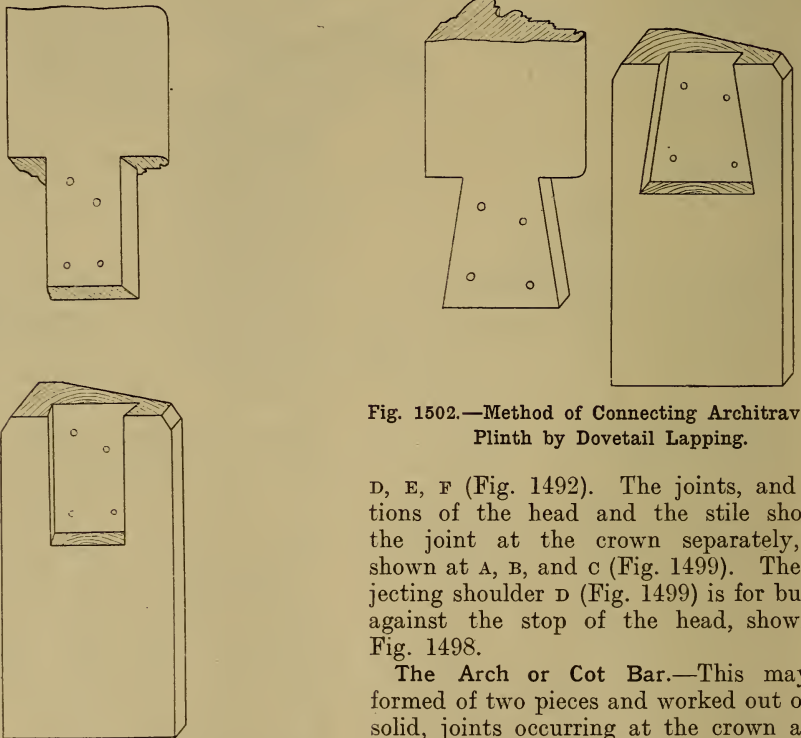 Fig. 1502.—Method of Connecting Architrav
Plinth by Dovetail Lapping.
D, E, F (Fig. 1492). The joints, and
tions of the head and the stile sho
the joint at the crown separately,
shown at A, B, and C (Fig. 1499). The
jecting shoulder D (Fig. 1499) is for bu
against the stop of the head, show
Fig. 1498.
The Arch or Cot Bar.—This may
formed of two pieces and worked out o
solid, joints occurring at the crown a